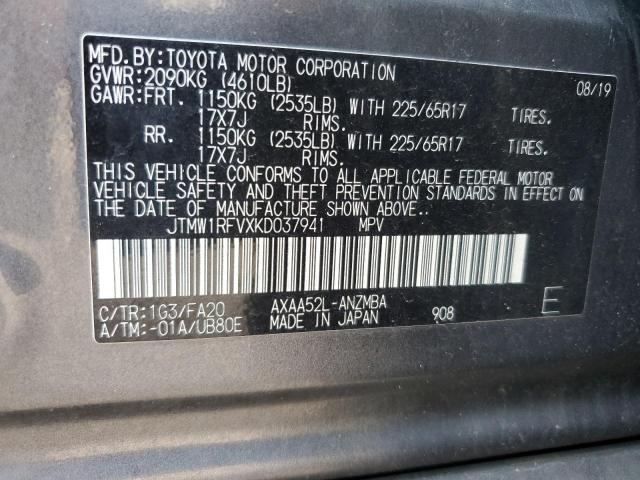 MFD.BY:TOYOTA MOTOR CORPORATION
GVWR:2090KG (4610LB) 08/19
GAWR:FRT. 1150KG (2535LB) WITH 225/65R17 TIRES.
17X7J RIMS.
RR. 1150KG (2535LB) WITH 225/65R17 TIRES.
17X7J RIMS.
THIS VEHICLE CONFORMS TO ALL APPLICABLE FEDERAL MOTOR
VEHICLE SAFETY AND THEFT PREVENTION STANDARDS IN EFFECT ON
THE DATE OF MANUFACTURE SHOWN ABOVE.
JTMW1RFVXKD037941 MPV
C/TR:1G3/FA20 AXAA52L-ANZMBA
A/TM:-01A/UB80E MADE IN JAPAN 908 E